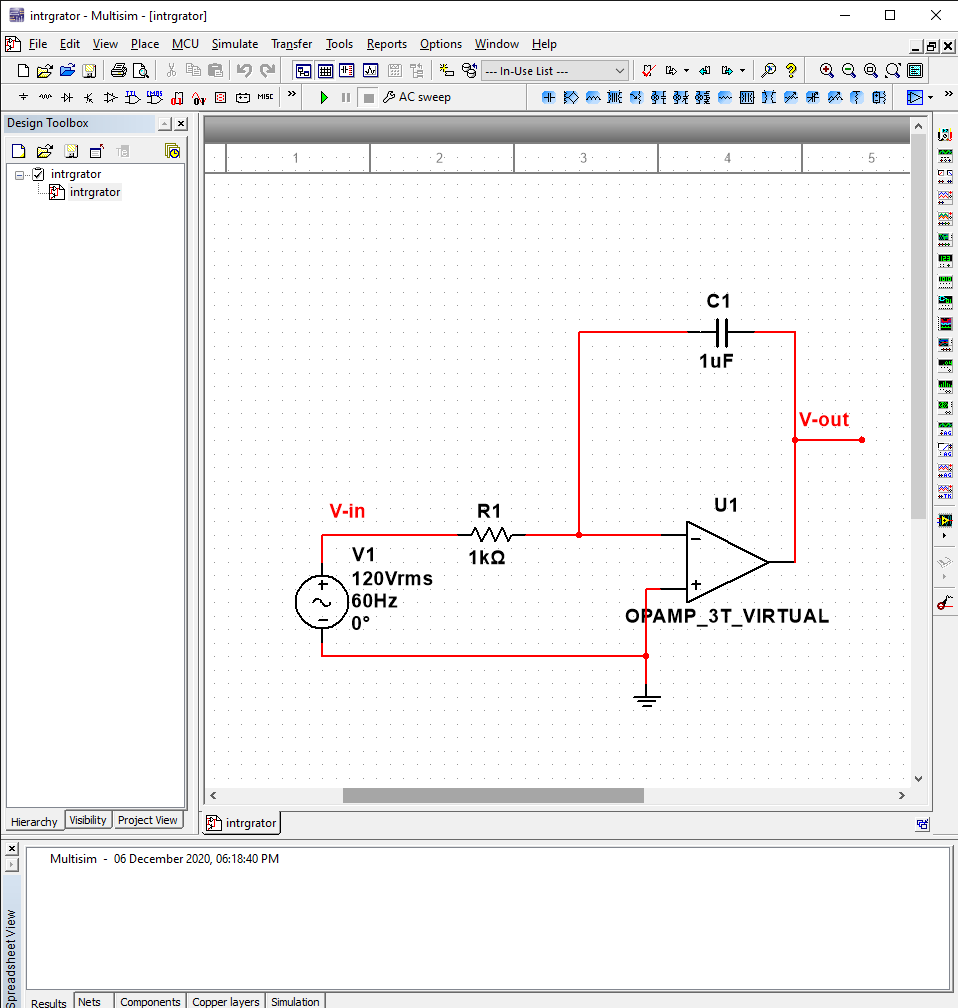 intrgrator - Multisim - [intrgrator]
File Edit View Place MCU Simulate Transfer Tools Reports Options Window Help
--- In-Use List ---
MISC AC sweep
Design Toolbox
intrgrator
intrgrator
1 2 3 4 5
C1
1uF
V-out
U1
V-in
R1
1kΩ
V1
120Vrms
60Hz
0°
OPAMP_3T_VIRTUAL
Hierarchy Visibility Project View
intrgrator
Multisim - 06 December 2020, 06:18:40 PM
Spreadsheet View
Results Nets Components Copper layers Simulation